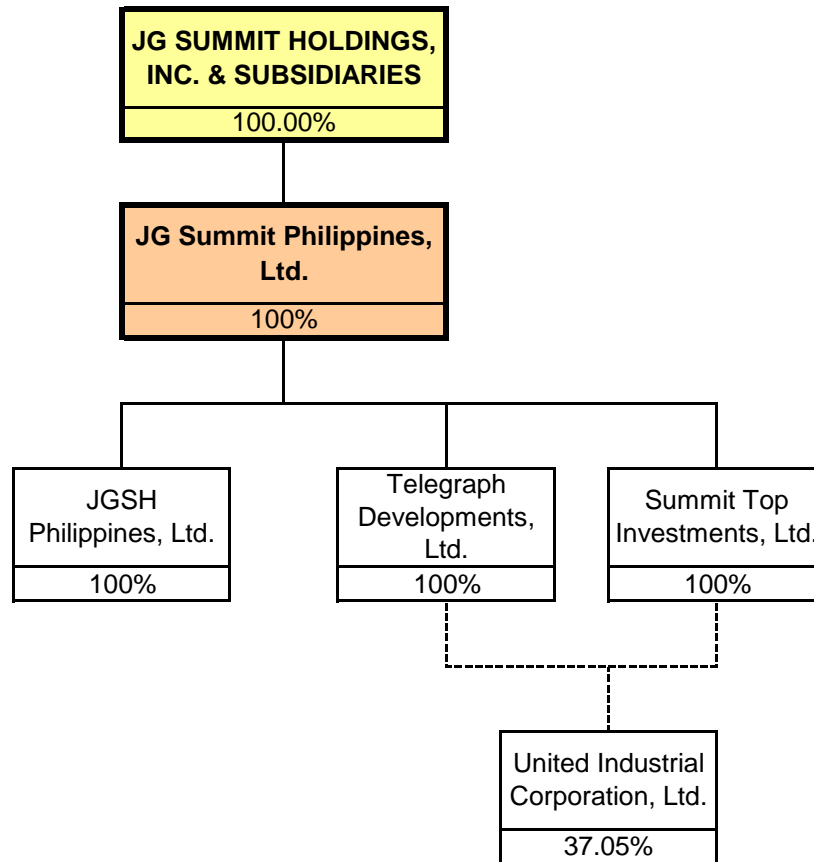 JG SUMMIT HOLDINGS,
INC. & SUBSIDIARIES
100.00%
JG Summit Philippines,
Ltd.
100%
JGSH
Philippines, Ltd.
100%
Telegraph
Developments,
Ltd.
100%
Summit Top
Investments, Ltd.
100%
United Industrial
Corporation, Ltd.
37.05%